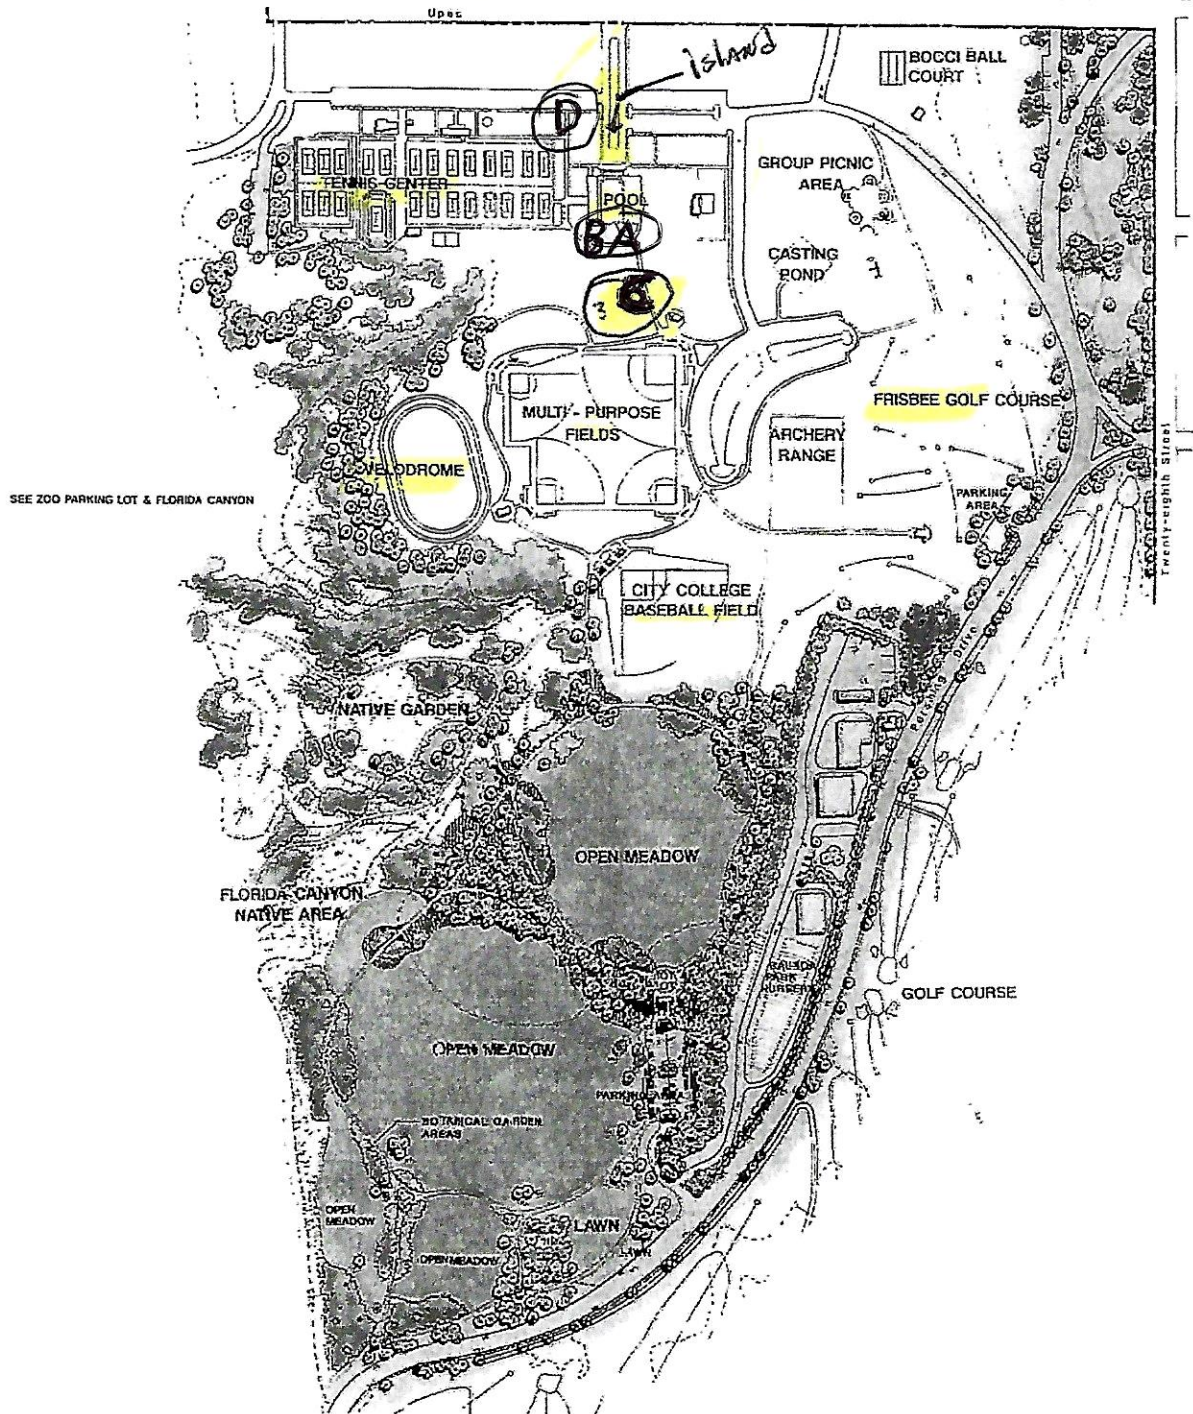 Upas
Island
BOCCI BALL
COURT
D
GROUP PICNIC
AREA
TENNIS CENTER
POOL
BA
CASTING
POND
3
FRISBEE GOLF COURSE
MULTI - PURPOSE
FIELDS
ARCHERY
RANGE
VELODROME
Twenty-eighth Street
SEE ZOO PARKING LOT & FLORIDA CANYON
PARKING
AREA
CITY COLLEGE
BASEBALL FIELD
Pershing Drive
NATIVE GARDEN
OPEN MEADOW
FLORIDA CANYON
NATIVE AREA
PARK
NURSERY
GOLF COURSE
OPEN MEADOW
PARKING AREA
BOTANICAL GARDEN
AREAS
OPEN
MEADOW
LAWN
LAWN
OPEN MEADOW